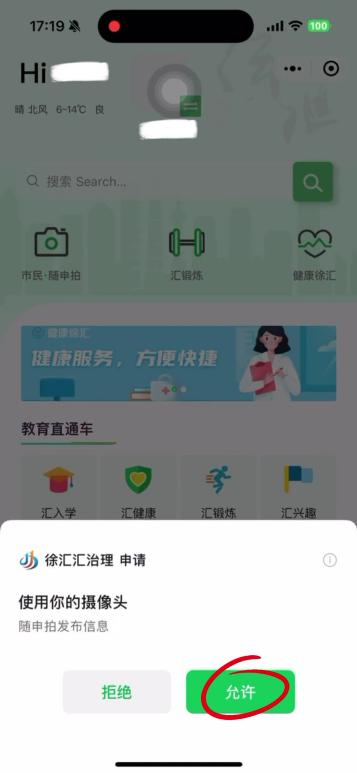 17:19
100
Hi
晴 北风 6~14℃ 良
搜索 Search...
市民·随申拍 汇锻炼 健康徐汇
健康徐汇
健康服务，方便快捷
教育直通车
汇入学 汇健康 汇锻炼 汇兴趣
徐汇汇治理 申请
使用你的摄像头
随申拍发布信息
拒绝 允许